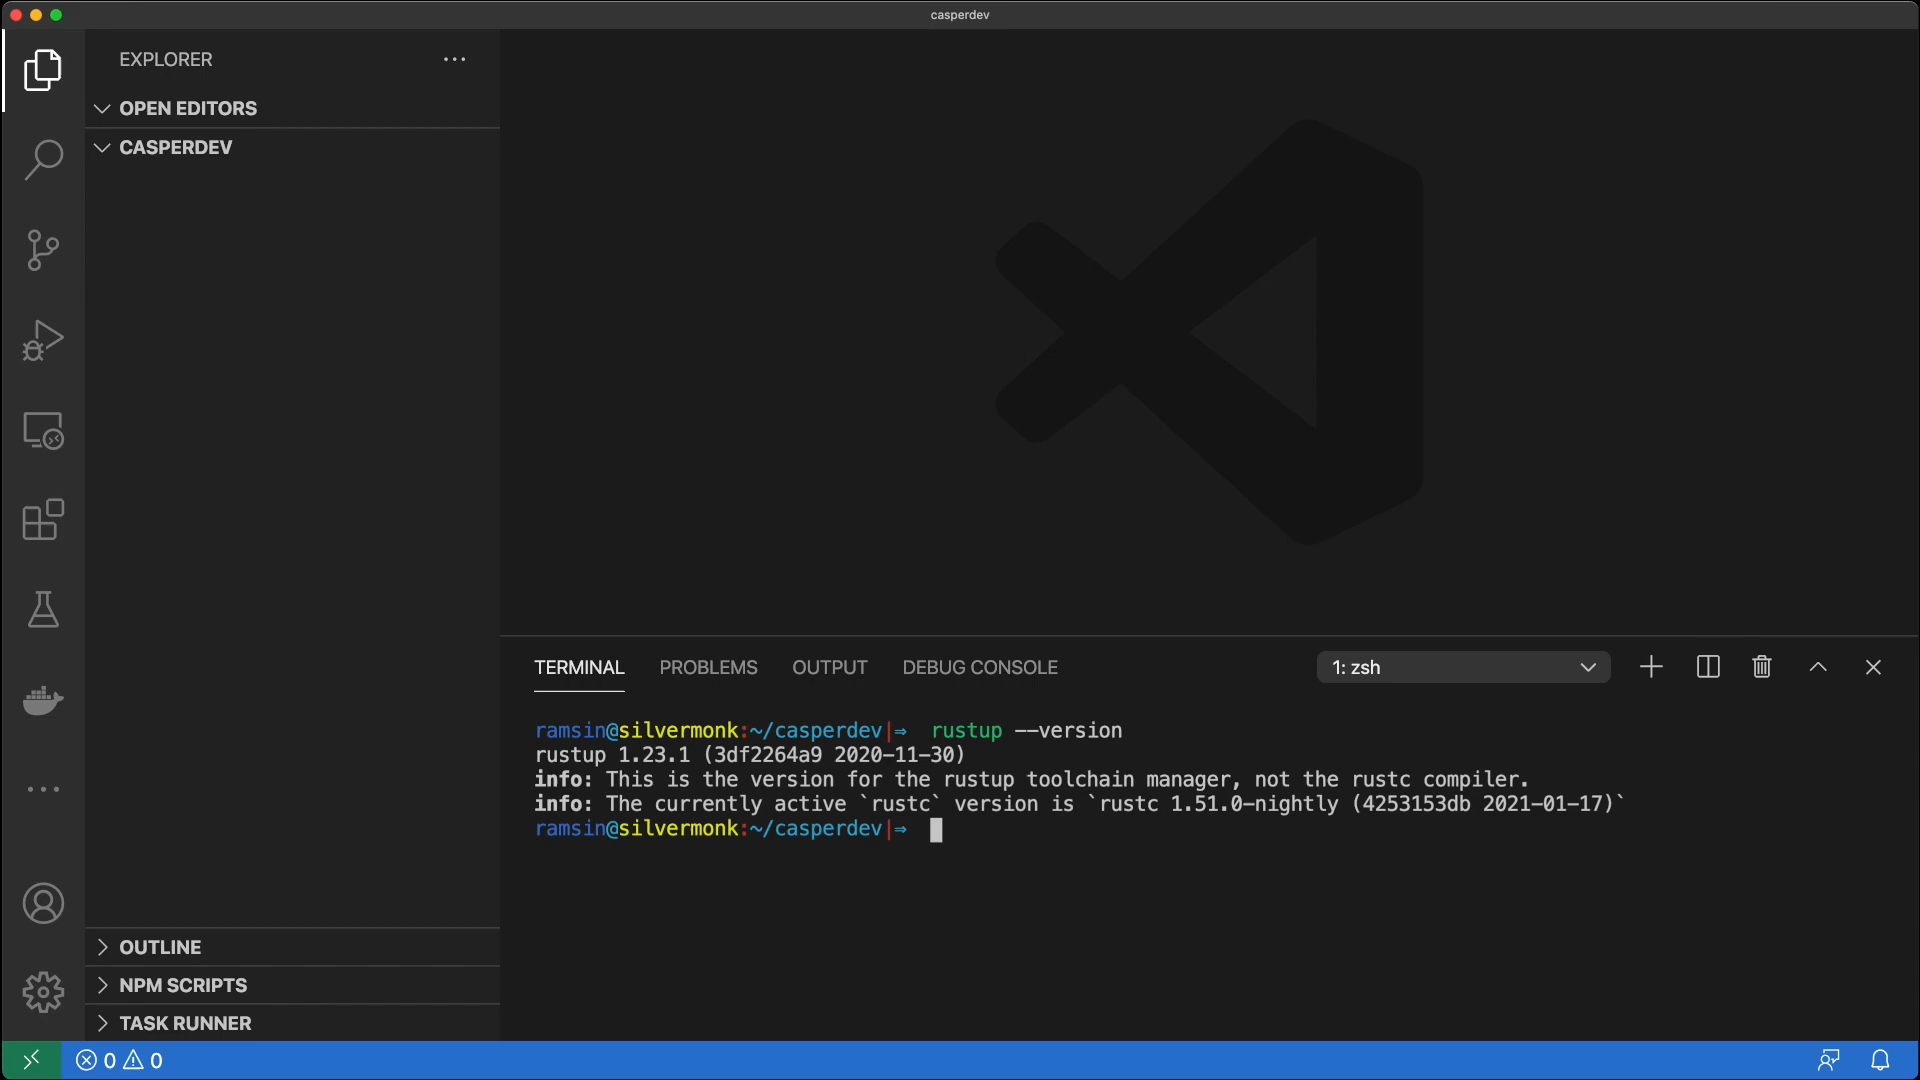 casperdev
EXPLORER
OPEN EDITORS
CASPERDEV
OUTLINE
NPM SCRIPTS
TASK RUNNER
TERMINAL PROBLEMS OUTPUT DEBUG CONSOLE 1: zsh
ramsin@silvermonk:~/casperdev|⇒ rustup --version
rustup 1.23.1 (3df2264a9 2020-11-30)
info: This is the version for the rustup toolchain manager, not the rustc compiler.
info: The currently active `rustc` version is `rustc 1.51.0-nightly (4253153db 2021-01-17)`
ramsin@silvermonk:~/casperdev|⇒
0 0